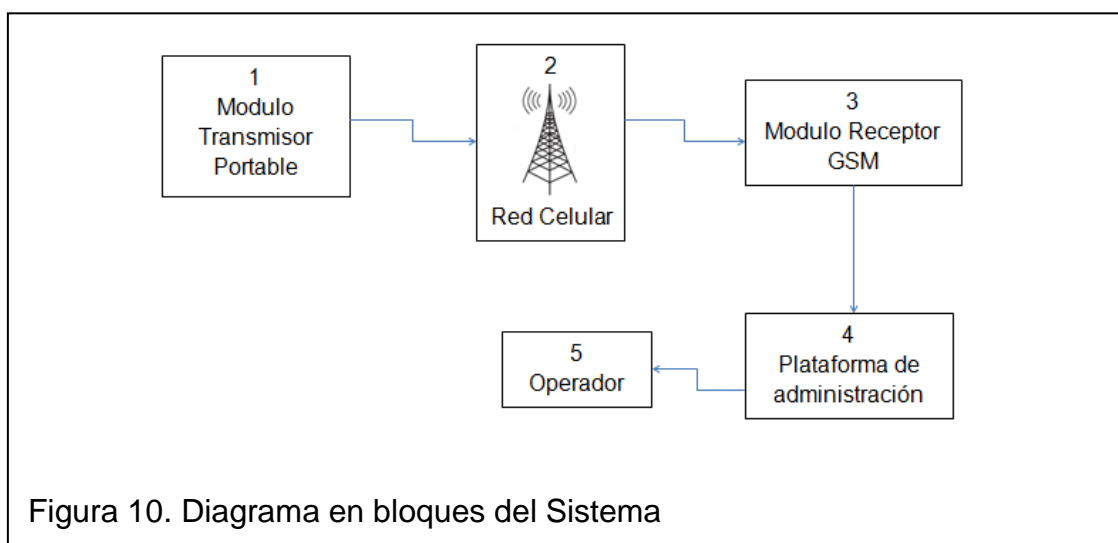 1
Modulo
Transmisor
Portable
2
Red Celular
3
Modulo Receptor
GSM
4
Plataforma de
administración
5
Operador
Figura 10. Diagrama en bloques del Sistema